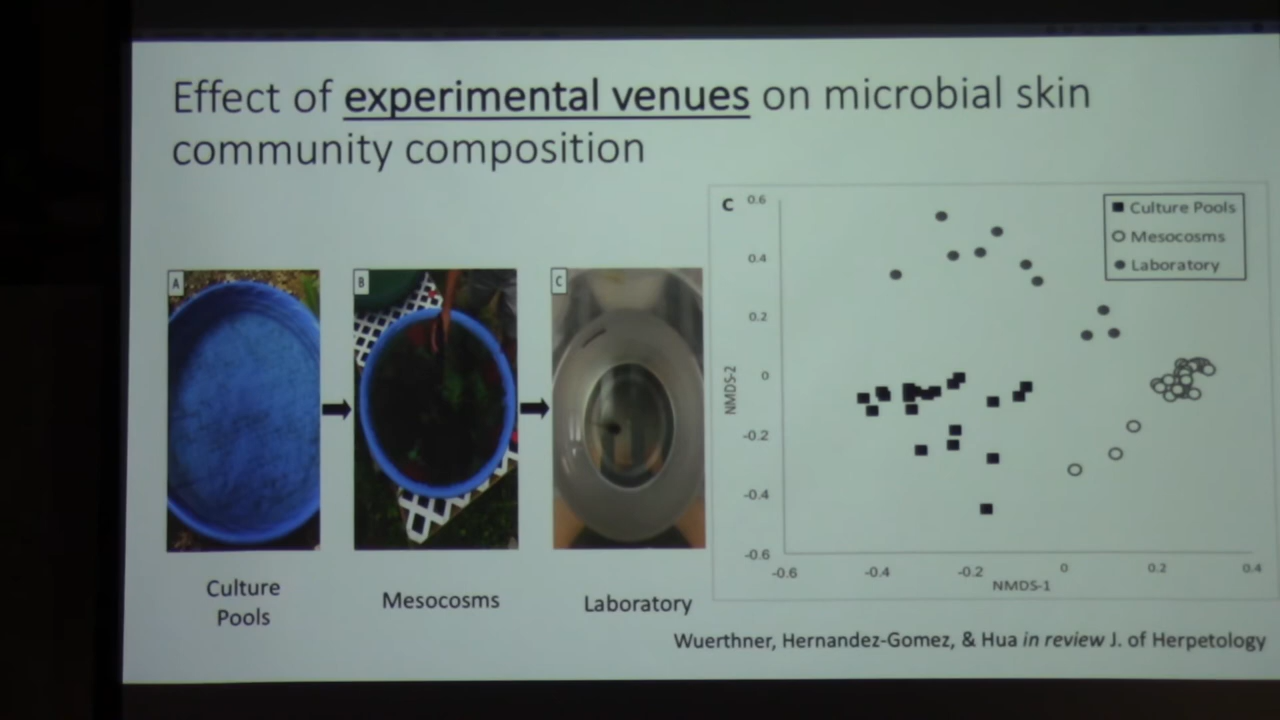 Effect of experimental venues on microbial skin
community composition
A
B
C
Culture
Pools
Mesocosms
Laboratory
C
Culture Pools
Mesocosms
Laboratory
0.6
0.4
0.2
0
-0.2
-0.4
-0.6
NMDS-2
-0.6
-0.4
-0.2
0
0.2
0.4
NMDS-1
Wuerthner, Hernandez-Gomez, & Hua in review J. of Herpetology